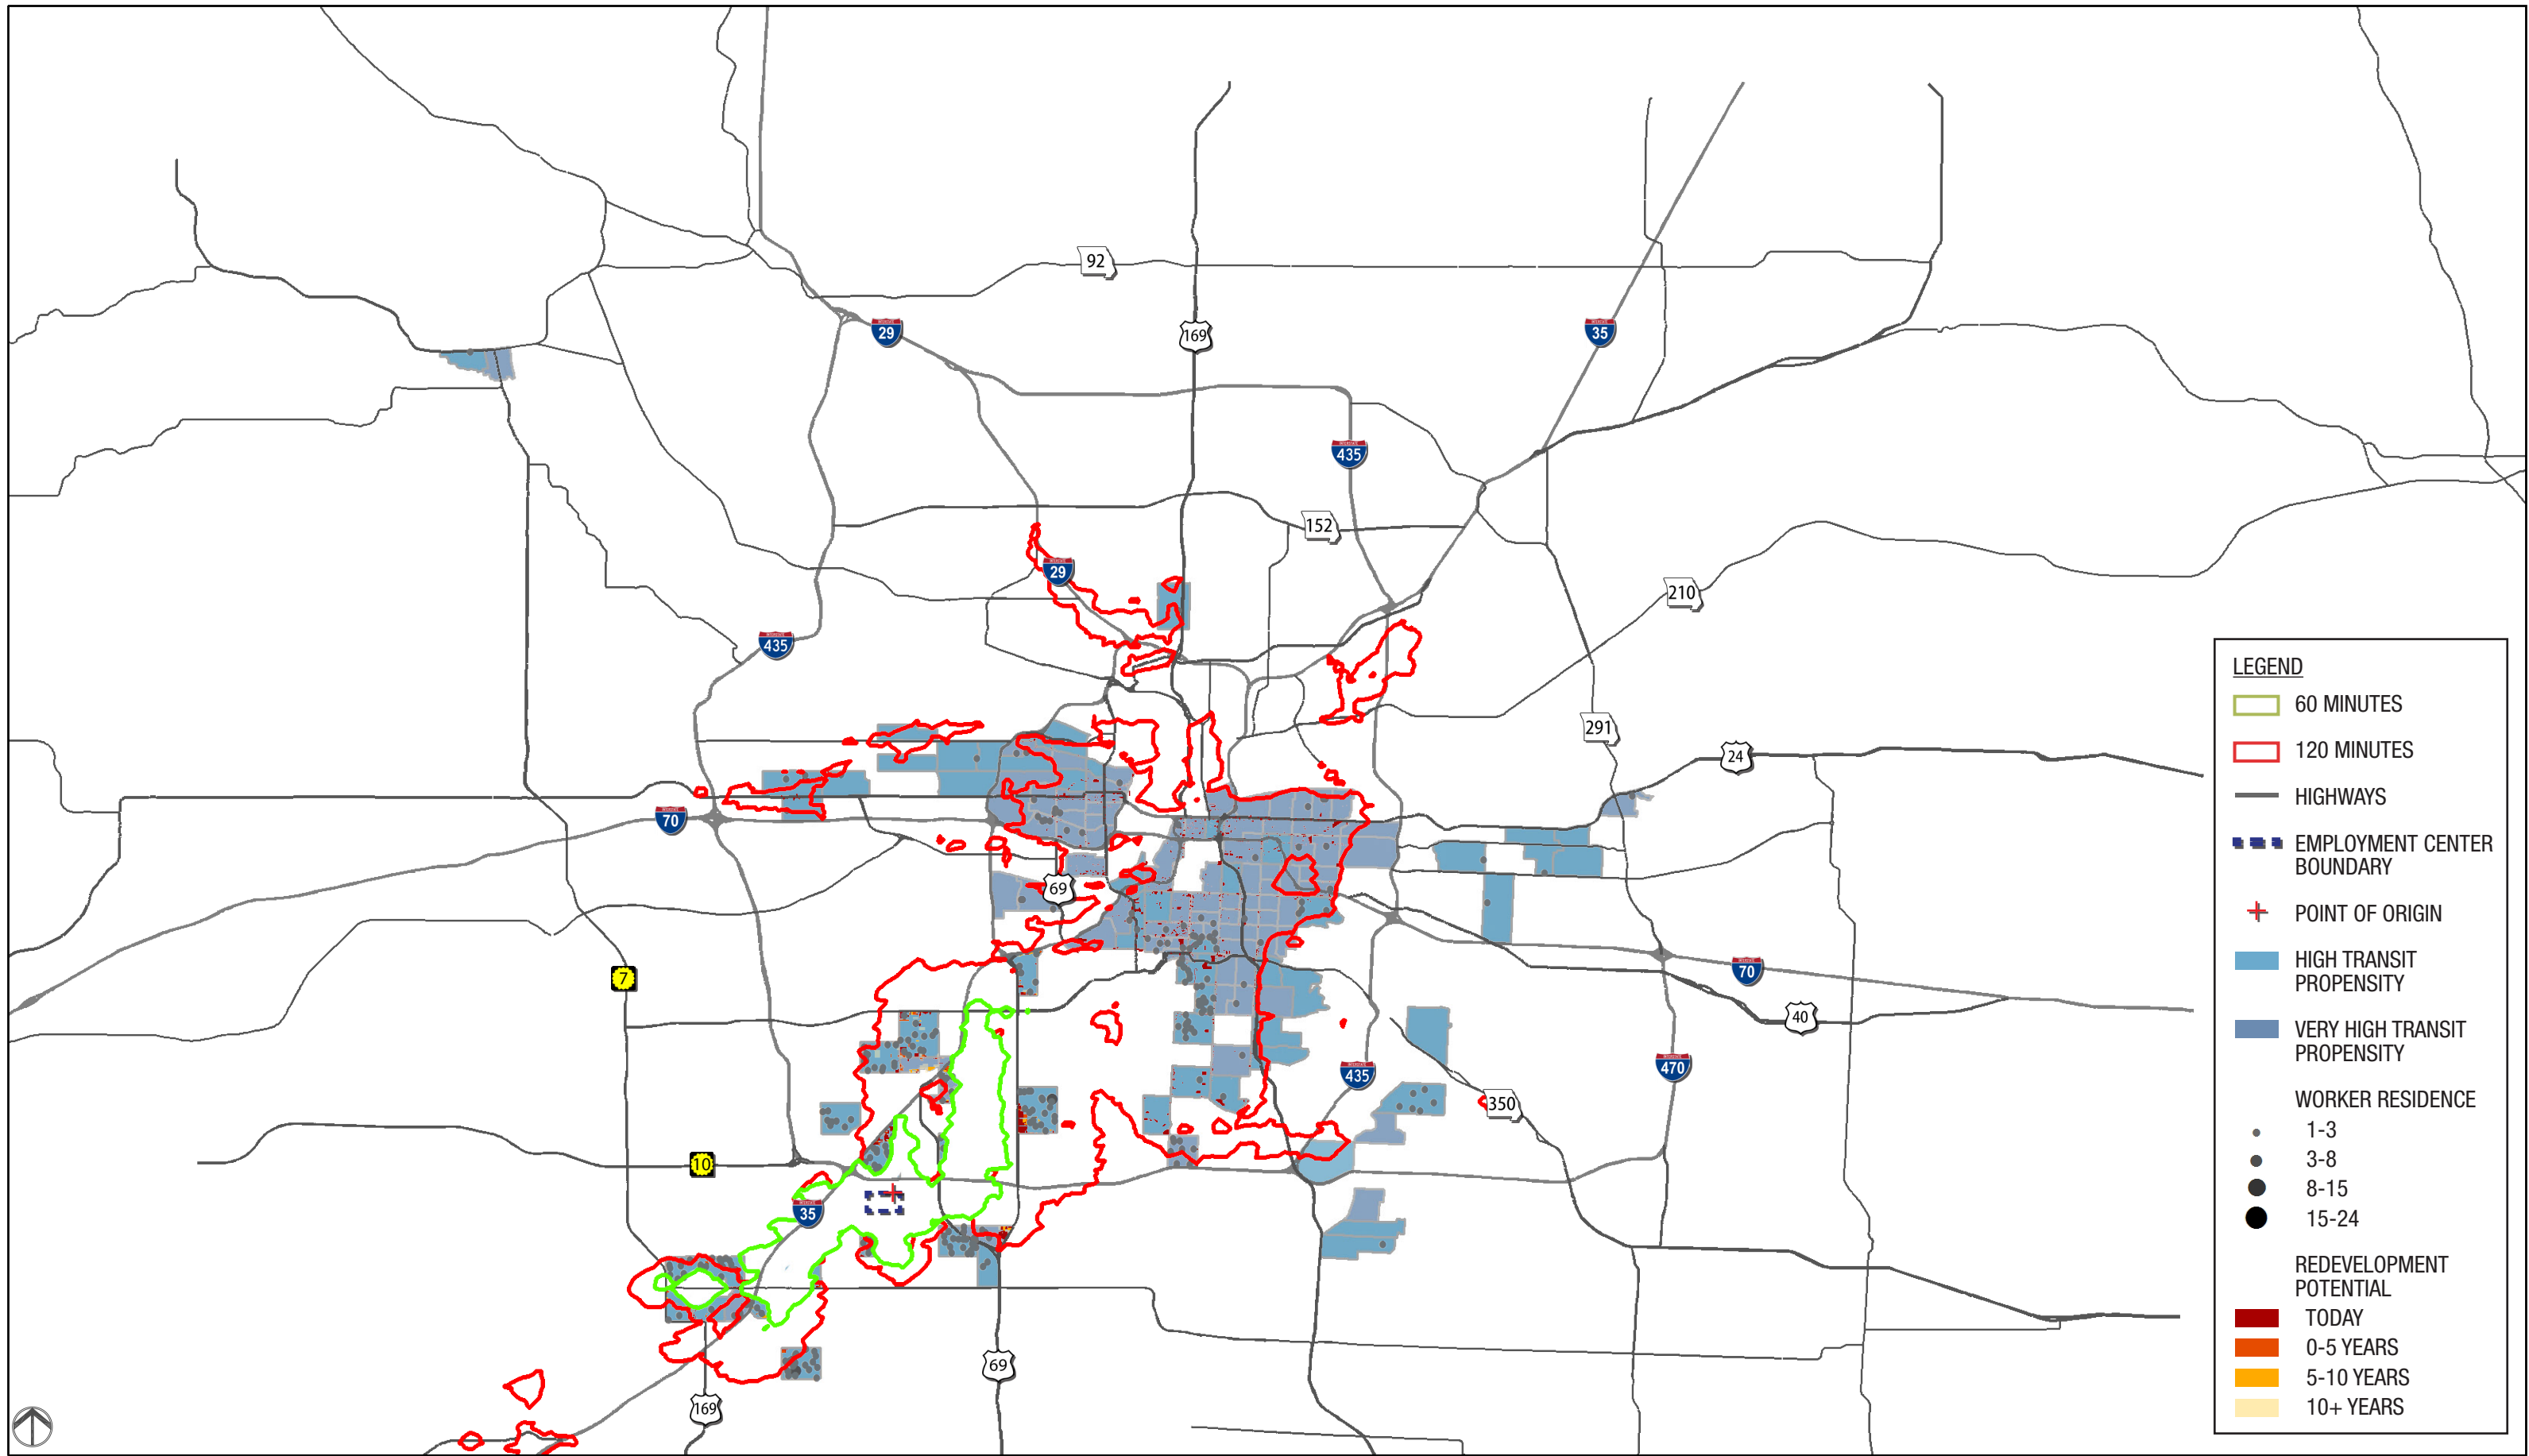 92
29
169
35
435
152
29
210
435
291
24
70
69
7
70
40
435
470
350
10
35
69
169
LEGEND
60 MINUTES
120 MINUTES
HIGHWAYS
EMPLOYMENT CENTER
BOUNDARY
POINT OF ORIGIN
HIGH TRANSIT
PROPENSITY
VERY HIGH TRANSIT
PROPENSITY
WORKER RESIDENCE
1-3
3-8
8-15
15-24
REDEVELOPMENT
POTENTIAL
TODAY
0-5 YEARS
5-10 YEARS
10+ YEARS